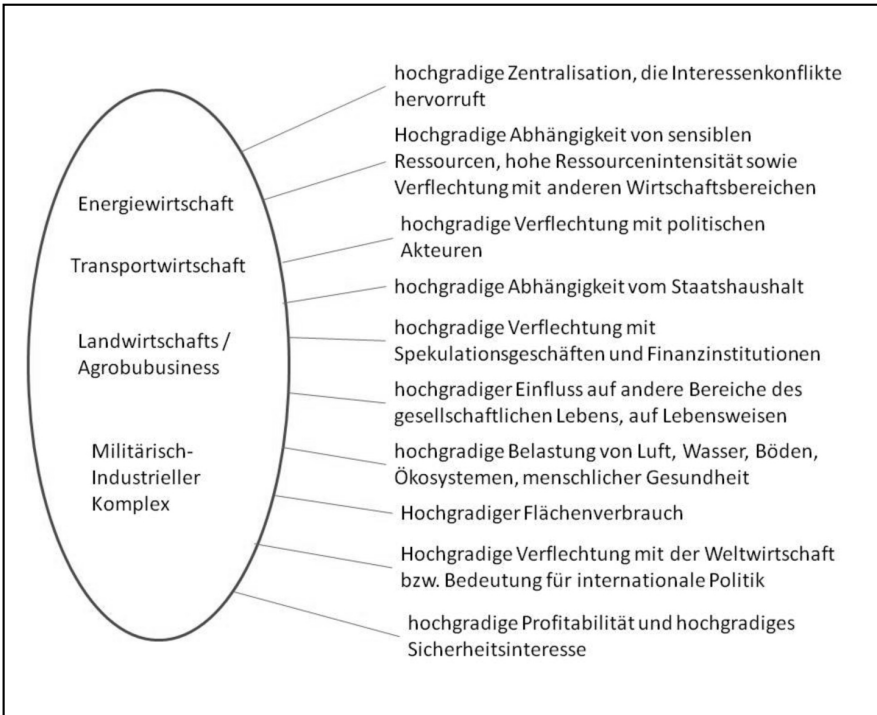 Energiewirtschaft
Transportwirtschaft
Landwirtschafts /
Agrobubusiness
Militärisch-
Industrieller
Komplex
hochgradige Zentralisation, die Interessenkonflikte
hervorruft
Hochgradige Abhängigkeit von sensiblen
Ressourcen, hohe Ressourcenintensität sowie
Verflechtung mit anderen Wirtschaftsbereichen
hochgradige Verflechtung mit politischen
Akteuren
hochgradige Abhängigkeit vom Staatshaushalt
hochgradige Verflechtung mit
Spekulationsgeschäften und Finanzinstitutionen
hochgradiger Einfluss auf andere Bereiche des
gesellschaftlichen Lebens, auf Lebensweisen
hochgradige Belastung von Luft, Wasser, Böden,
Ökosystemen, menschlicher Gesundheit
Hochgradiger Flächenverbrauch
Hochgradige Verflechtung mit der Weltwirtschaft
bzw. Bedeutung für internationale Politik
hochgradige Profitabilität und hochgradiges
Sicherheitsinteresse